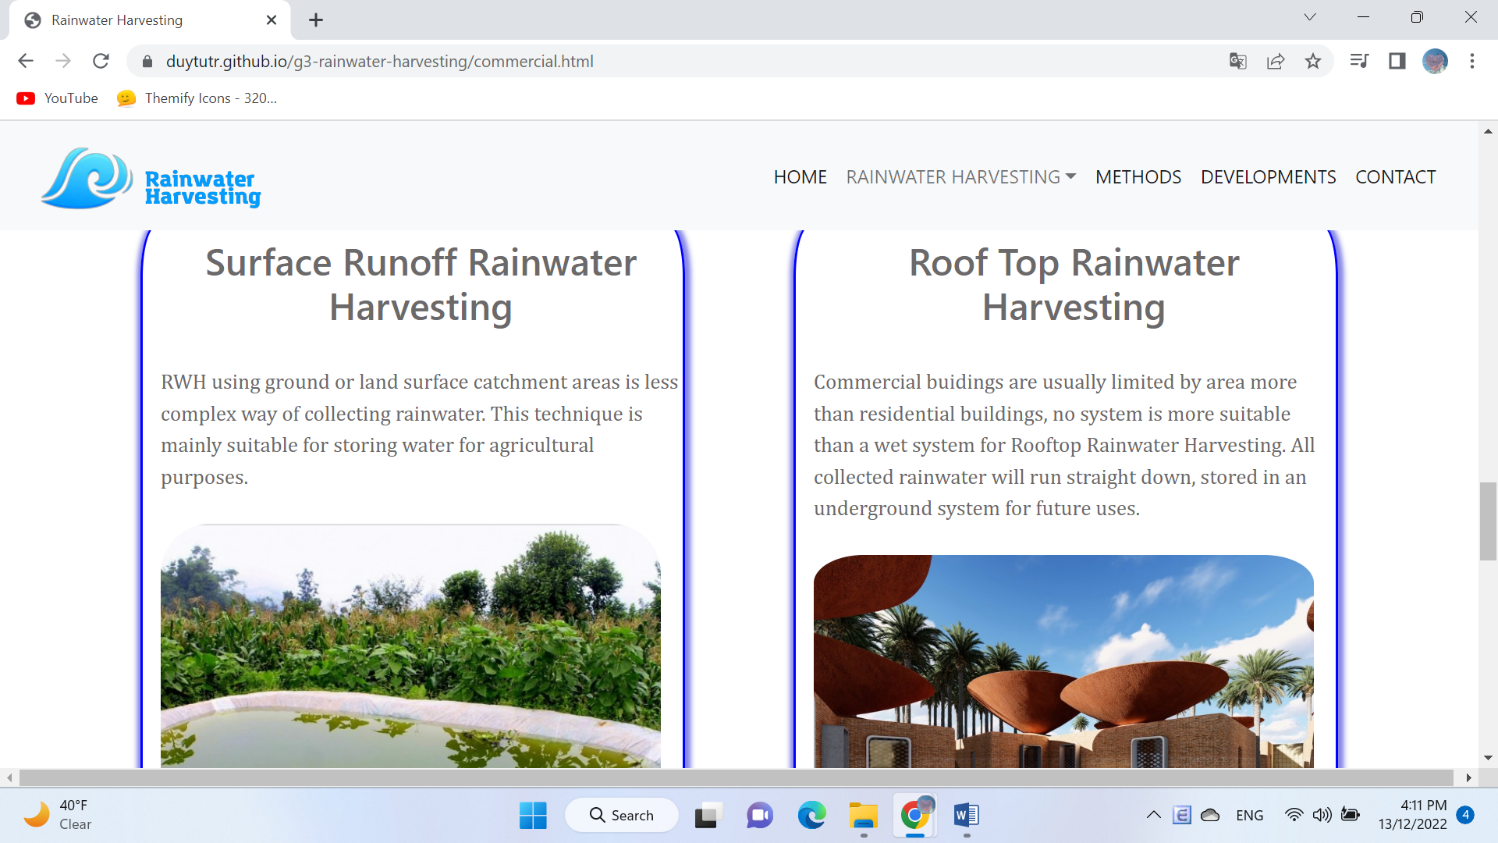 Rainwater Harvesting
duytutr.github.io/g3-rainwater-harvesting/commercial.html
YouTube
Themify Icons - 320...
Rainwater
Harvesting
HOME
RAINWATER HARVESTING
METHODS
DEVELOPMENTS
CONTACT
Surface Runoff Rainwater
Harvesting
RWH using ground or land surface catchment areas is less
complex way of collecting rainwater. This technique is
mainly suitable for storing water for agricultural
purposes.
Roof Top Rainwater
Harvesting
Commercial buidings are usually limited by area more
than residential buildings, no system is more suitable
than a wet system for Rooftop Rainwater Harvesting. All
collected rainwater will run straight down, stored in an
underground system for future uses.
40°F
Clear
Search
ENG
4:11 PM
13/12/2022
4